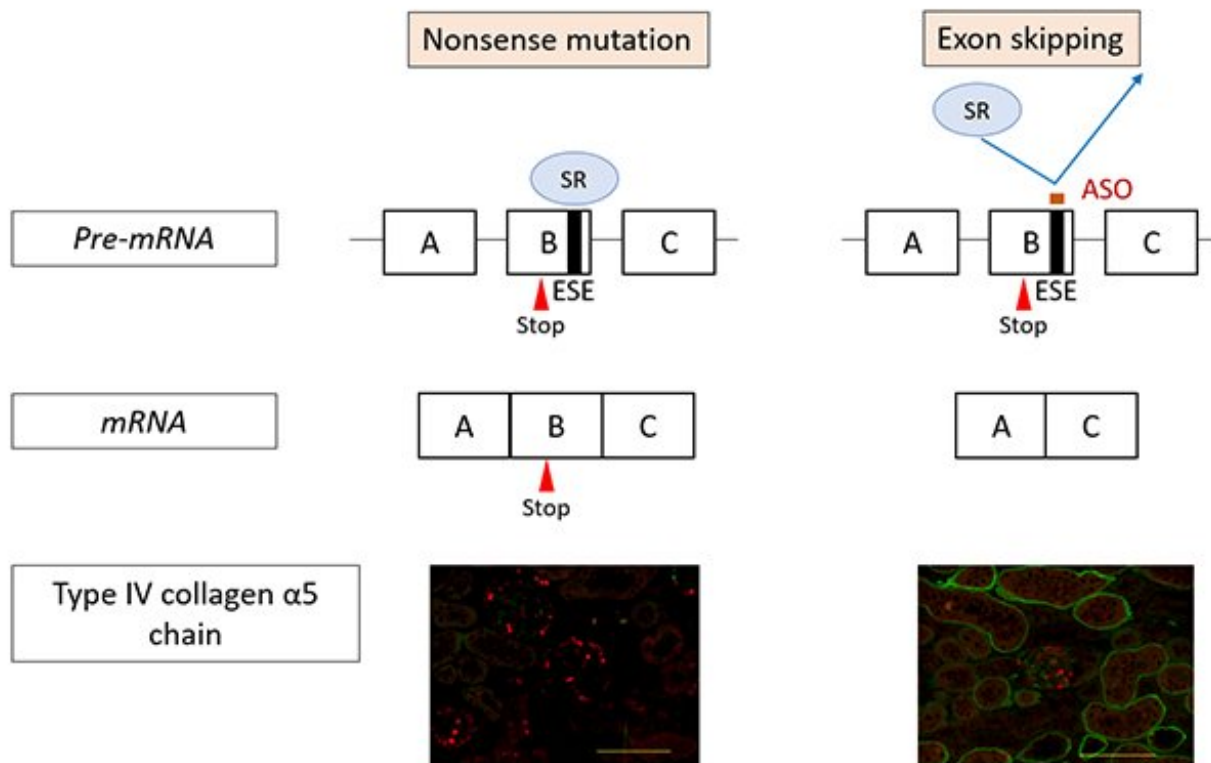 Nonsense mutation
Exon skipping
SR
SR
ASO
Pre-mRNA
A
B
C
A
B
C
ESE
ESE
Stop
Stop
mRNA
A
B
C
A
C
Stop
Type IV collagen α5
chain